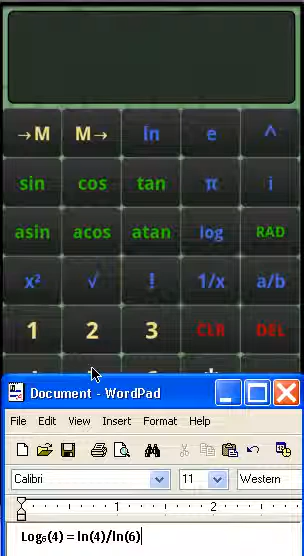 →M M→ ln e ^
sin cos tan π i
asin acos atan log RAD
x² √ ! 1/x a/b
1 2 3 CLR DEL
Document - WordPad
File Edit View Insert Format Help
Calibri 11 Western
1 2
Log₆(4) = ln(4)/ln(6)